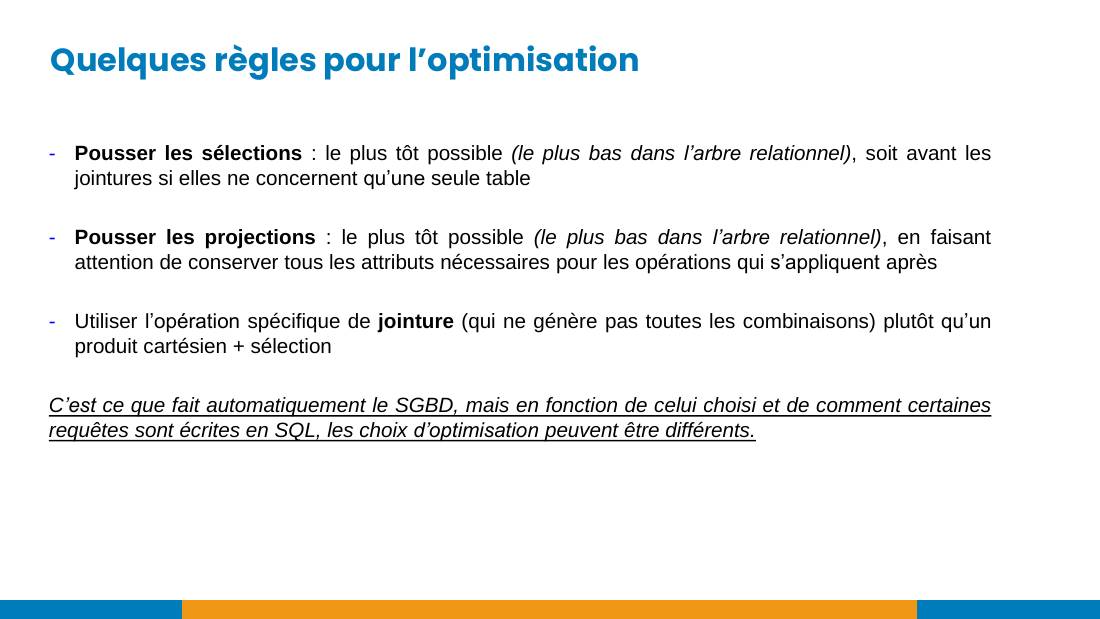 Quelques règles pour l’optimisation
- Pousser les sélections : le plus tôt possible (le plus bas dans l’arbre relationnel), soit avant les
jointures si elles ne concernent qu’une seule table
- Pousser les projections : le plus tôt possible (le plus bas dans l’arbre relationnel), en faisant
attention de conserver tous les attributs nécessaires pour les opérations qui s’appliquent après
- Utiliser l’opération spécifique de jointure (qui ne génère pas toutes les combinaisons) plutôt qu’un
produit cartésien + sélection
C’est ce que fait automatiquement le SGBD, mais en fonction de celui choisi et de comment certaines
requêtes sont écrites en SQL, les choix d’optimisation peuvent être différents.